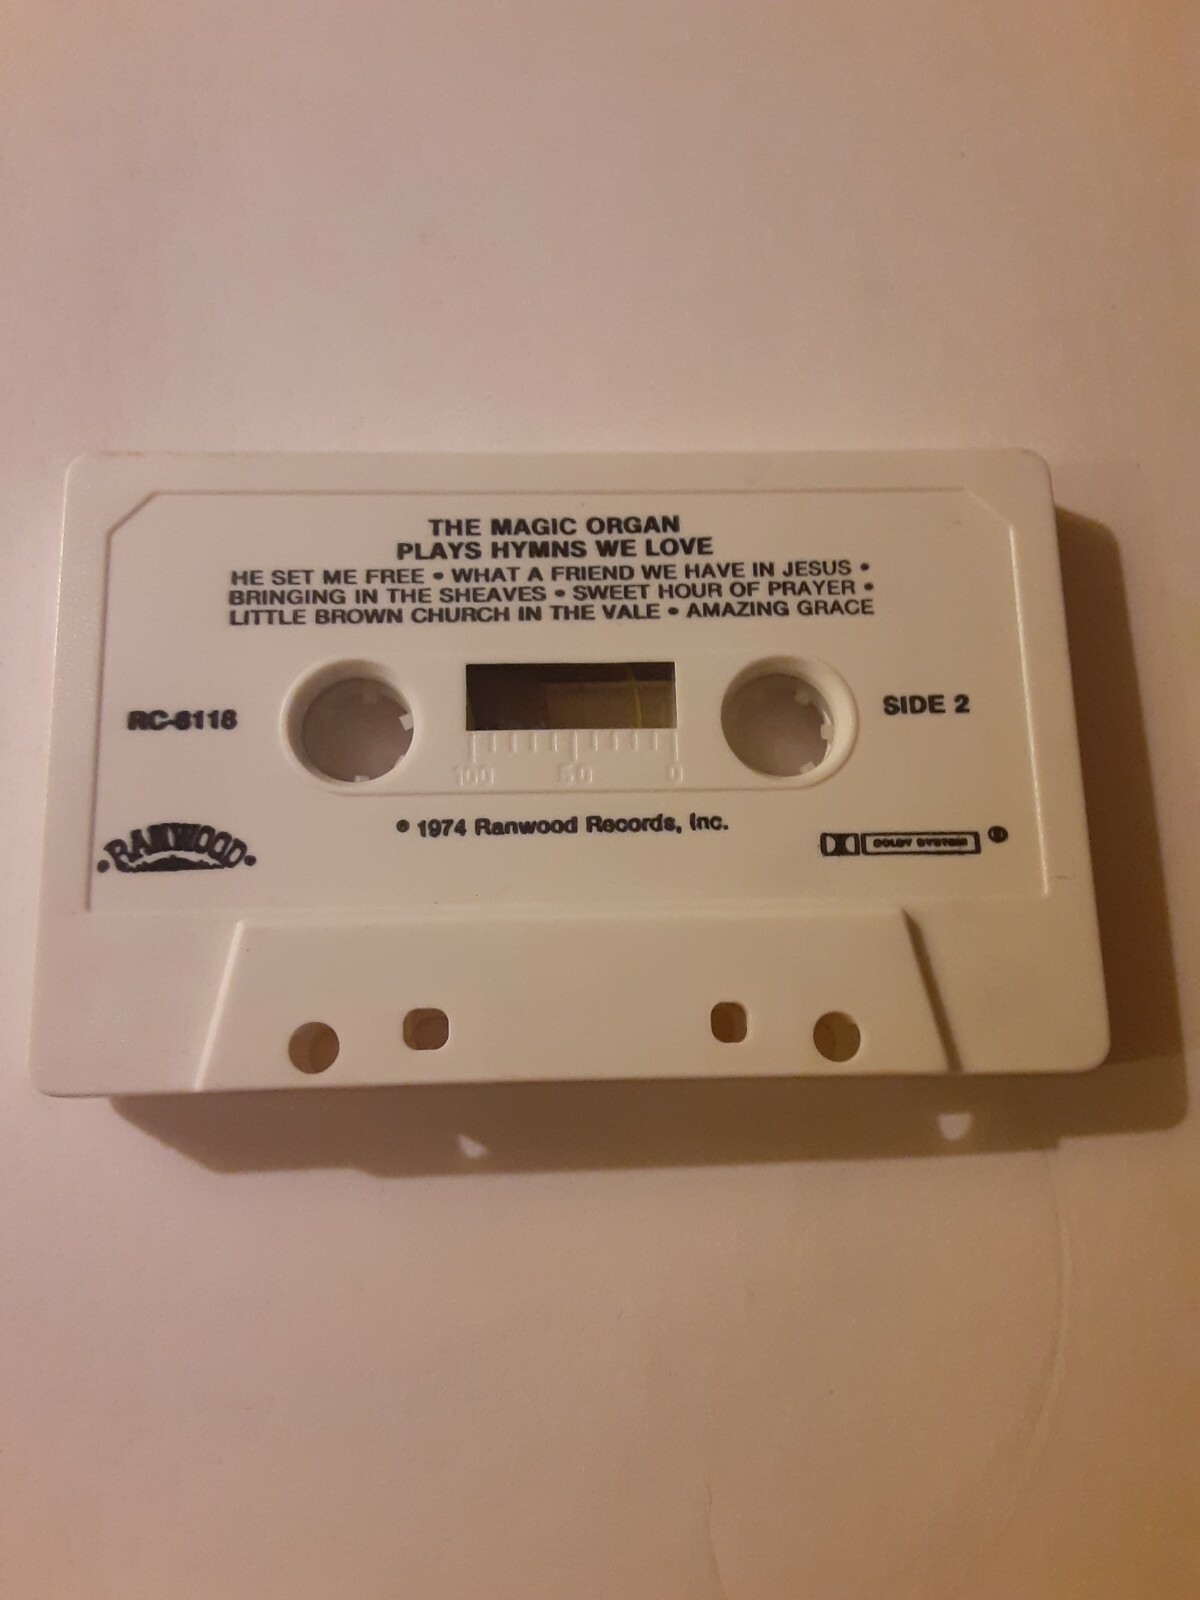 THE MAGIC ORGAN
PLAYS HYMNS WE LOVE
HE SET ME FREE • WHAT A FRIEND WE HAVE IN JESUS •
BRINGING IN THE SHEAVES • SWEET HOUR OF PRAYER •
LITTLE BROWN CHURCH IN THE VALE • AMAZING GRACE
SIDE 2
100 50 0
℗ 1974 Ranwood Records, Inc.
•RANWOOD•
DOLBY SYSTEM ®